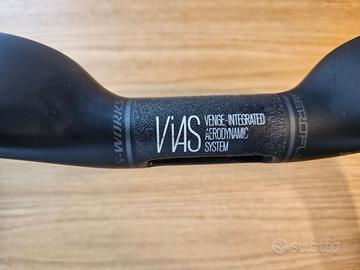 S-WORKS
ViAS
VENGE-INTEGRATED
AERODYNAMIC
SYSTEM
AEROFLY
subito